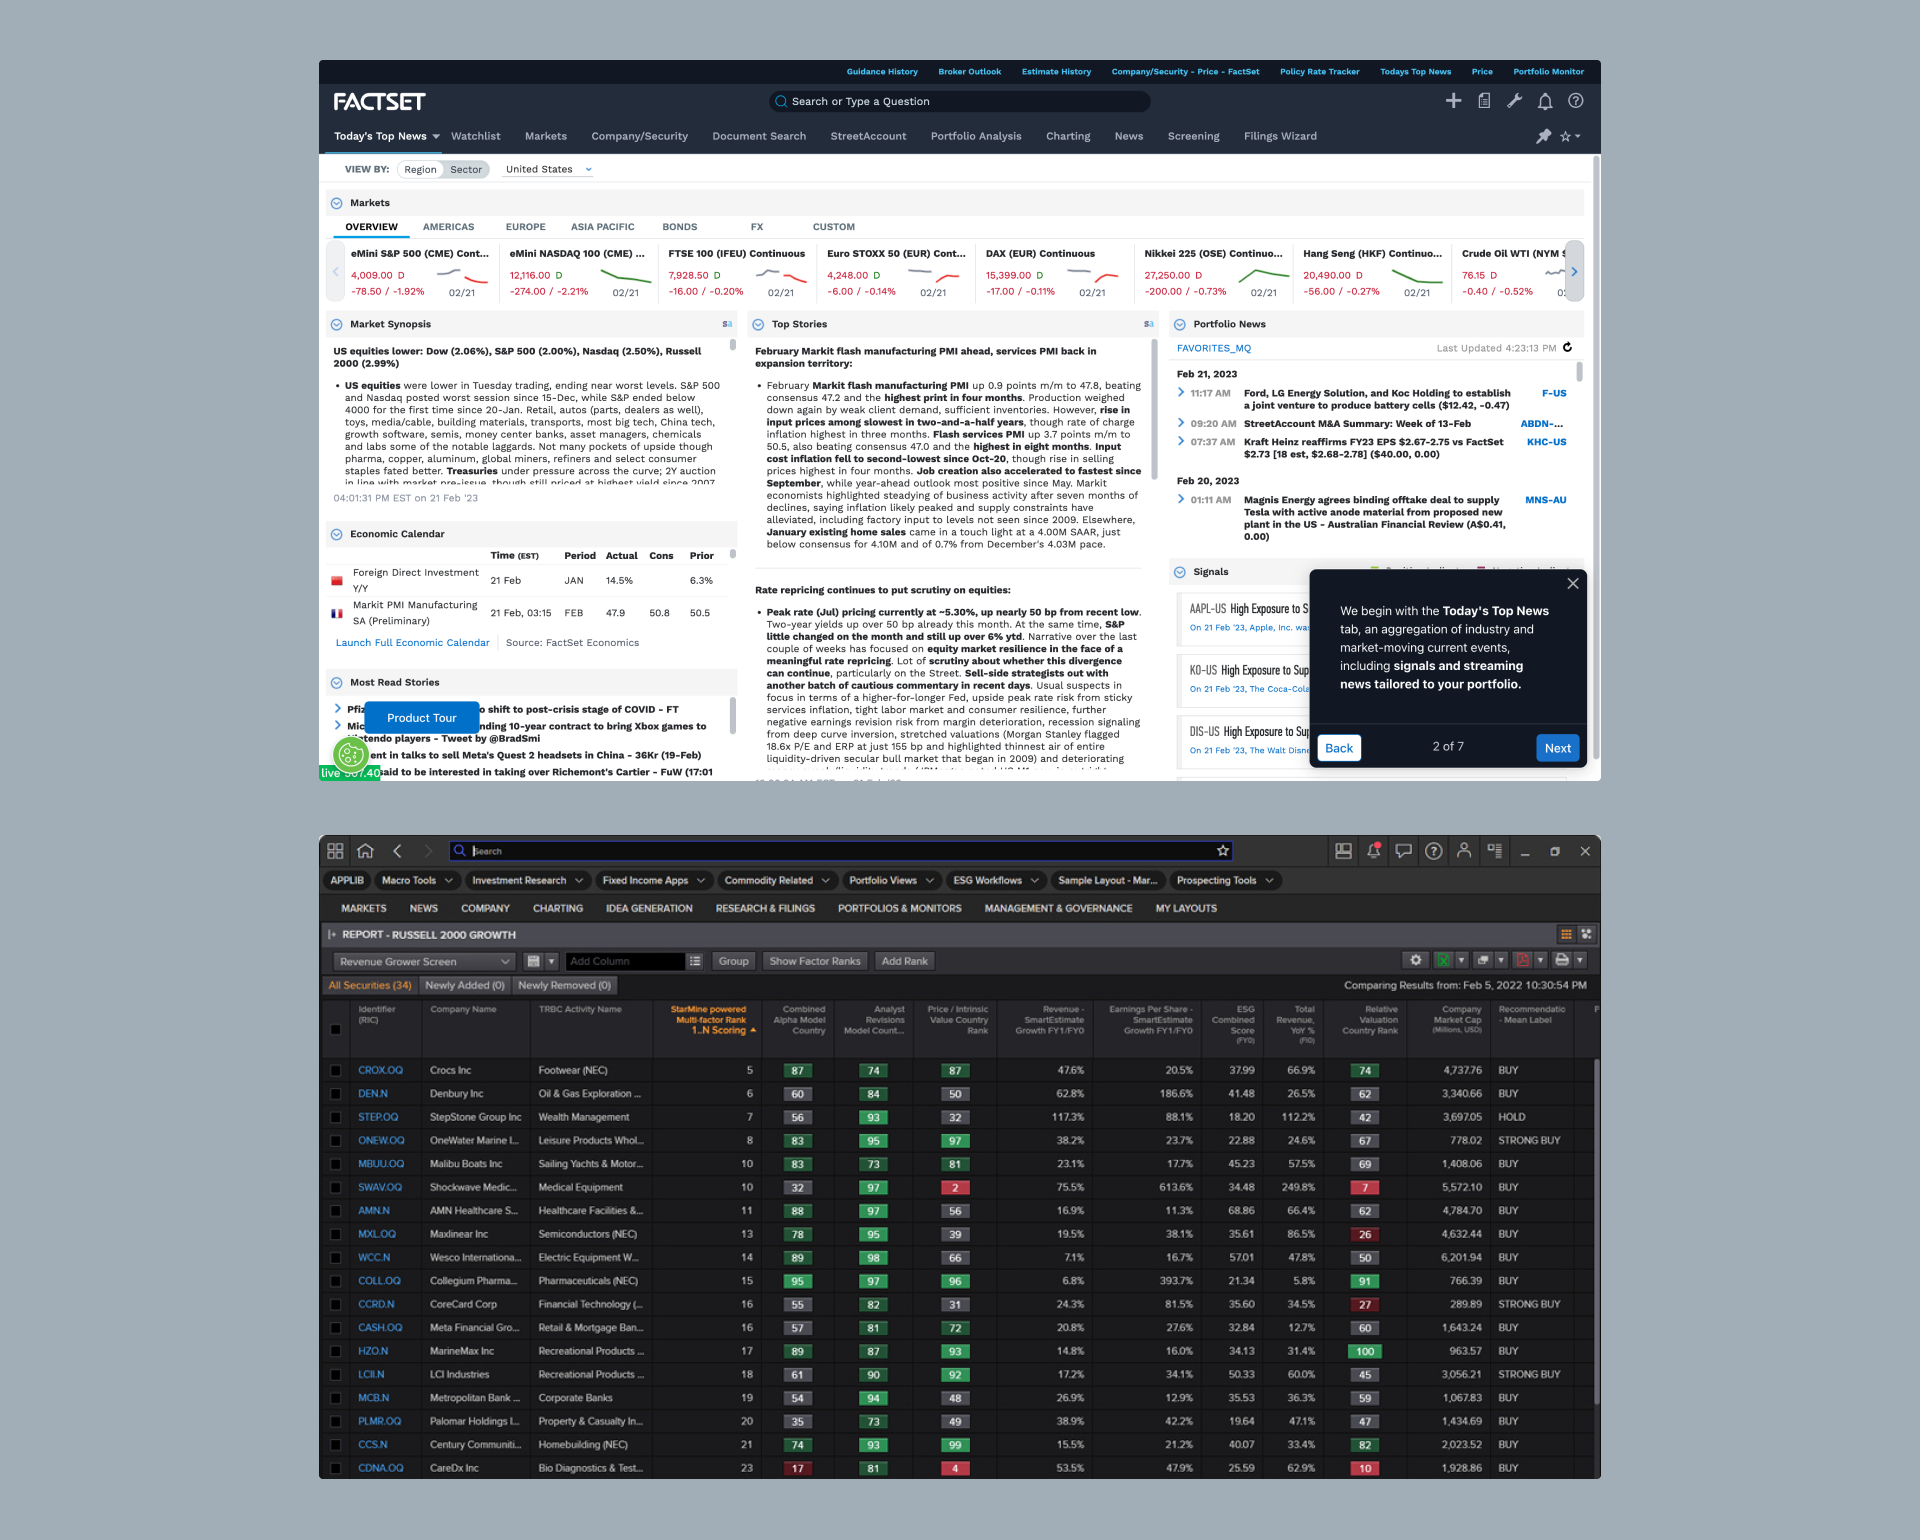 Guidance History Broker Outlook Estimate History Company/Security - Price - FactSet Policy Rate Tracker Todays Top News Price Portfolio Monitor
FACTSET
Search or Type a Question
Today's Top News Watchlist Markets Company/Security Document Search StreetAccount Portfolio Analysis Charting News Screening Filings Wizard
VIEW BY: Region Sector United States
Markets
OVERVIEW AMERICAS EUROPE ASIA PACIFIC BONDS FX CUSTOM
eMini S&P 500 (CME) Cont... eMini NASDAQ 100 (CME) ... FTSE 100 (IFEU) Continuous Euro STOXX 50 (EUR) Cont... DAX (EUR) Continuous Nikkei 225 (OSE) Continuo... Hang Seng (HKF) Continuo... Crude Oil WTI (NYM
4,009.00 D 12,116.00 D 7,928.50 D 4,248.00 D 15,399.00 D 27,250.00 D 20,490.00 D 76.15 D
-78.50 / -1.92% 02/21 -274.00 / -2.21% 02/21 -16.00 / -0.20% 02/21 -6.00 / -0.14% 02/21 -17.00 / -0.11% 02/21 -200.00 / -0.73% 02/21 -56.00 / -0.27% 02/21 -0.40 / -0.52%
Market Synopsis sa
US equities lower: Dow (2.06%), S&P 500 (2.00%), Nasdaq (2.50%), Russell
2000 (2.99%)
• US equities were lower in Tuesday trading, ending near worst levels. S&P 500
and Nasdaq posted worst session since 15-Dec, while S&P ended below
4000 for the first time since 20-Jan. Retail, autos (parts, dealers as well),
toys, media/cable, building materials, transports, most big tech, China tech,
growth software, semis, money center banks, asset managers, chemicals
and labs some of the notable laggards. Not many pockets of upside though
pharma, copper, aluminum, global miners, refiners and select consumer
staples fated better. Treasuries under pressure across the curve; 2Y auction
in line with market pre-issue, though still priced at highest yield since 2007
04:01:31 PM EST on 21 Feb '23
Economic Calendar
Time (EST) Period Actual Cons Prior
Foreign Direct Investment
Y/Y
21 Feb JAN 14.5% 6.3%
Markit PMI Manufacturing
SA (Preliminary)
21 Feb, 03:15 FEB 47.9 50.8 50.5
Launch Full Economic Calendar Source: FactSet Economics
Most Read Stories
Pfiz o shift to post-crisis stage of COVID - FT
Mic nding 10-year contract to bring Xbox games to
ntendo players - Tweet by @BradSmi
ent in talks to sell Meta's Quest 2 headsets in China - 36Kr (19-Feb)
said to be interested in taking over Richemont's Cartier - FuW (17:01
Product Tour
live
Top Stories sa
February Markit flash manufacturing PMI ahead, services PMI back in
expansion territory:
• February Markit flash manufacturing PMI up 0.9 points m/m to 47.8, beating
consensus 47.2 and the highest print in four months. Production weighed
down again by weak client demand, sufficient inventories. However, rise in
input prices among slowest in two-and-a-half years, though rate of charge
inflation highest in three months. Flash services PMI up 3.7 points m/m to
50.5, also beating consensus 47.0 and the highest in eight months. Input
cost inflation fell to second-lowest since Oct-20, though rise in selling
prices highest in four months. Job creation also accelerated to fastest since
September, while year-ahead outlook most positive since May. Markit
economists highlighted steadying of business activity after seven months of
declines, saying inflation likely peaked and supply constraints have
alleviated, including factory input to levels not seen since 2009. Elsewhere,
January existing home sales came in a touch light at a 4.00M SAAR, just
below consensus for 4.10M and of 0.7% from December's 4.03M pace.
Rate repricing continues to put scrutiny on equities:
• Peak rate (Jul) pricing currently at ~5.30%, up nearly 50 bp from recent low.
Two-year yields up over 50 bp already this month. At the same time, S&P
little changed on the month and still up over 6% ytd. Narrative over the last
couple of weeks has focused on equity market resilience in the face of a
meaningful rate repricing. Lot of scrutiny about whether this divergence
can continue, particularly on the Street. Sell-side strategists out with
another batch of cautious commentary in recent days. Usual suspects in
focus in terms of a higher-for-longer Fed, upside peak rate risk from sticky
services inflation, tight labor market and consumer resilience, further
negative earnings revision risk from margin deterioration, recession signaling
from deep curve inversion, stretched valuations (Morgan Stanley flagged
18.6x P/E and ERP at just 155 bp and highlighted thinnest air of entire
liquidity-driven secular bull market that began in 2009) and deteriorating
Portfolio News
FAVORITES_MQ Last Updated 4:23:13 PM
Feb 21, 2023
11:17 AM Ford, LG Energy Solution, and Koc Holding to establish F-US
a joint venture to produce battery cells ($12.42, -0.47)
09:20 AM StreetAccount M&A Summary: Week of 13-Feb ABDN-...
07:37 AM Kraft Heinz reaffirms FY23 EPS $2.67-2.75 vs FactSet KHC-US
$2.73 [18 est, $2.68-2.78] ($40.00, 0.00)
Feb 20, 2023
01:11 AM Magnis Energy agrees binding offtake deal to supply MNS-AU
Tesla with active anode material from proposed new
plant in the US - Australian Financial Review (A$0.41,
0.00)
Signals
AAPL-US High Exposure to S
On 21 Feb '23, Apple, Inc. was
KO-US High Exposure to Sup
On 21 Feb '23, The Coca-Cola
DIS-US High Exposure to Sup
On 21 Feb '23, The Walt Disne
We begin with the Today's Top News
tab, an aggregation of industry and
market-moving current events,
including signals and streaming
news tailored to your portfolio.
Back 2 of 7 Next
Search
APPLIB Macro Tools Investment Research Fixed Income Apps Commodity Related Portfolio Views ESG Workflows Sample Layout - Mar... Prospecting Tools
MARKETS NEWS COMPANY CHARTING IDEA GENERATION RESEARCH & FILINGS PORTFOLIOS & MONITORS MANAGEMENT & GOVERNANCE MY LAYOUTS
REPORT - RUSSELL 2000 GROWTH
Revenue Grower Screen Add Column Group Show Factor Ranks Add Rank
All Securities (34) Newly Added (0) Newly Removed (0) Comparing Results from: Feb 5, 2022 10:30:54 PM
Identifier Company Name TRBC Activity Name StarMine powered Combined Analyst Price / Intrinsic Revenue - Earnings Per Share - ESG Total Relative Company Recommendatio F
(RIC) Multi-factor Rank Alpha Model Revisions Value Country SmartEstimate SmartEstimate Combined Revenue, Valuation Market Cap - Mean Label
1..N Scoring Country Model Count... Rank Growth FY1/FY0 Growth FY1/FY0 Score YoY % Country Rank (Millions, USD)
(FY0) (FI0)
CROX.OQ Crocs Inc Footwear (NEC) 5 87 74 87 47.6% 20.5% 37.99 66.9% 74 4,737.76 BUY
DEN.N Denbury Inc Oil & Gas Exploration ... 6 60 84 50 62.8% 186.6% 41.48 26.5% 62 3,340.66 BUY
STEP.OQ StepStone Group Inc Wealth Management 7 56 93 32 117.3% 88.1% 18.20 112.2% 42 3,697.05 HOLD
ONEW.OQ OneWater Marine I... Leisure Products Whol... 8 83 95 97 38.2% 23.7% 22.88 24.6% 67 778.02 STRONG BUY
MBUU.OQ Malibu Boats Inc Sailing Yachts & Motor... 10 83 73 81 23.1% 17.7% 45.23 57.5% 69 1,408.06 BUY
SWAV.OQ Shockwave Medic... Medical Equipment 10 32 97 2 75.5% 613.6% 34.48 249.8% 7 5,572.10 BUY
AMN.N AMN Healthcare S... Healthcare Facilities &... 11 88 97 56 16.9% 11.3% 68.86 66.4% 62 4,784.70 BUY
MXL.OQ Maxlinear Inc Semiconductors (NEC) 13 78 95 39 19.5% 38.1% 35.61 86.5% 26 4,632.44 BUY
WCC.N Wesco Internationa... Electric Equipment W... 14 89 98 66 7.1% 16.7% 57.01 47.8% 50 6,201.94 BUY
COLL.OQ Collegium Pharma... Pharmaceuticals (NEC) 15 95 97 96 6.8% 393.7% 21.34 5.8% 91 766.39 BUY
CCRD.N CoreCard Corp Financial Technology (... 16 55 82 31 24.3% 81.5% 35.60 34.5% 27 289.89 STRONG BUY
CASH.OQ Meta Financial Gro... Retail & Mortgage Ban... 16 57 81 72 20.8% 27.6% 32.84 12.7% 60 1,643.24 BUY
HZO.N MarineMax Inc Recreational Products ... 17 89 87 93 14.8% 16.0% 34.13 31.4% 100 963.57 BUY
LCII.N LCI Industries Recreational Products ... 18 61 90 92 17.2% 34.1% 50.33 60.0% 45 3,056.21 STRONG BUY
MCB.N Metropolitan Bank ... Corporate Banks 19 54 94 48 26.9% 12.9% 35.53 36.3% 59 1,067.83 BUY
PLMR.OQ Palomar Holdings I... Property & Casualty In... 20 35 73 49 38.9% 42.2% 19.64 47.1% 47 1,434.69 BUY
CCS.N Century Communiti... Homebuilding (NEC) 21 74 93 99 15.5% 21.2% 40.07 33.4% 82 2,023.52 BUY
CDNA.OQ CareDx Inc Bio Diagnostics & Test... 23 17 81 4 53.5% 47.9% 25.59 62.9% 10 1,928.86 BUY